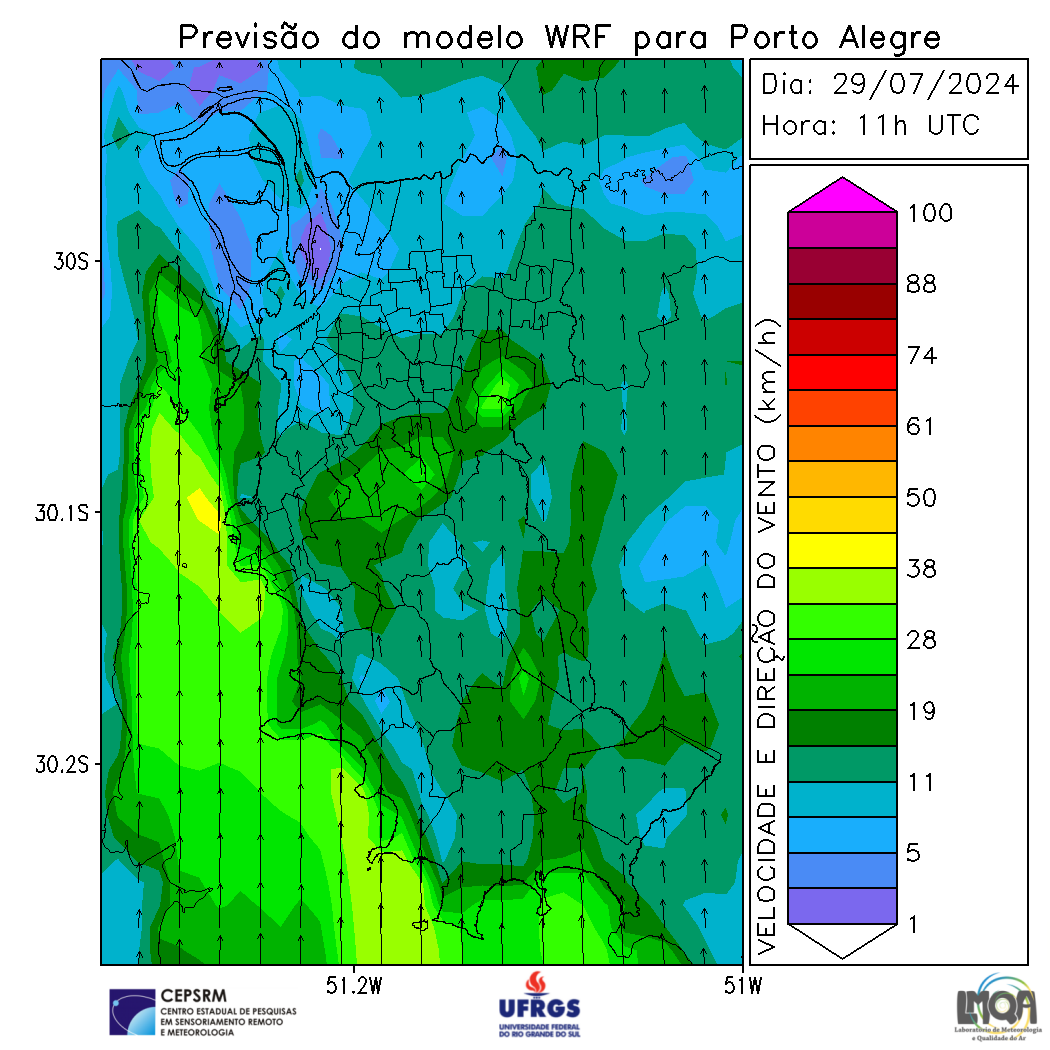 Previsão do modelo WRF para Porto Alegre
Dia: 29/07/2024
Hora: 11h UTC
30S
30.1S
30.2S
51.2W
51W
VELOCIDADE E DIREÇÃO DO VENTO (km/h)
100
88
74
61
50
38
28
19
11
5
1
CEPSRM
CENTRO ESTADUAL DE PESQUISAS
EM SENSORIAMENTO REMOTO
E METEOROLOGIA
UFRGS
UNIVERSIDADE FEDERAL
DO RIO GRANDE DO SUL
LMQA
Laboratório de Meteorologia
e Qualidade do Ar